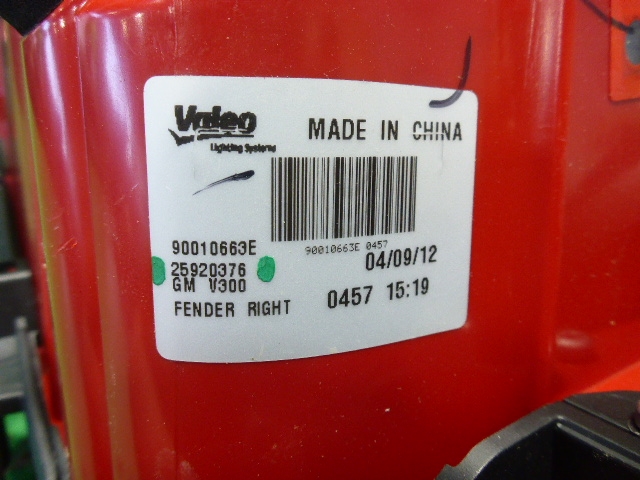 Valeo
Lighting Systems
MADE IN CHINA
90010663E
90010663E 0457
25920376
04/09/12
GM V300
FENDER RIGHT
0457 15:19